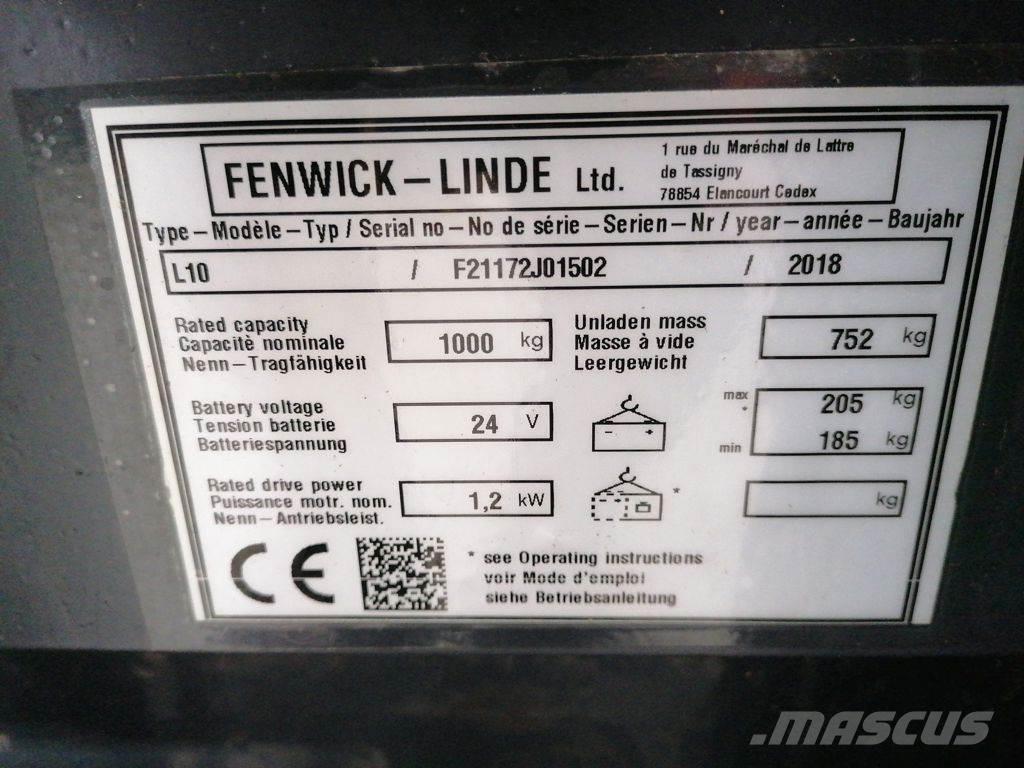 FENWICK-LINDE Ltd.
1 rue du Maréchal de Lattre
de Tassigny
78854 Elancourt Cedex
Type-Modèle-Typ / Serial no-No de série-Serien-Nr / year-année-Baujahr
L10 / F21172J01502 / 2018
Rated capacity
Capacitè nominale
Nenn-Tragfähigkeit
1000 kg
Unladen mass
Masse à vide
Leergewicht
752 kg
Battery voltage
Tension batterie
Batteriespannung
24 V
- +
max
*
min
205 kg
185 kg
Rated drive power
Puissance motr. nom.
Nenn-Antriebsleist.
1,2 kW
*
kg
CE
* see Operating instructions
voir Mode d'emploi
siehe Betriebsanleitung
.MASCUS